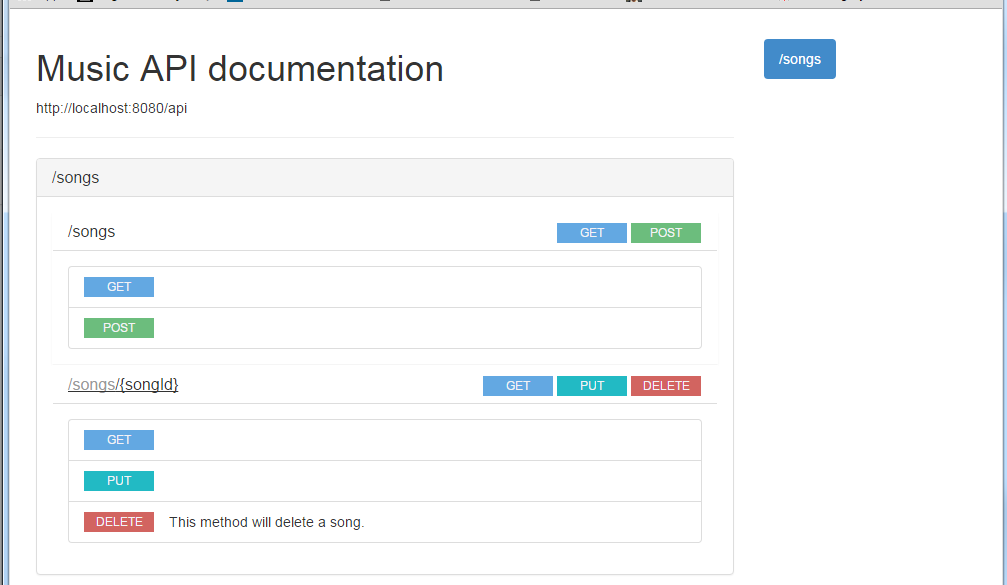 Music API documentation
/songs
http://localhost:8080/api
/songs
/songs GET POST
GET
POST
/songs/{songId} GET PUT DELETE
GET
PUT
DELETE This method will delete a song.